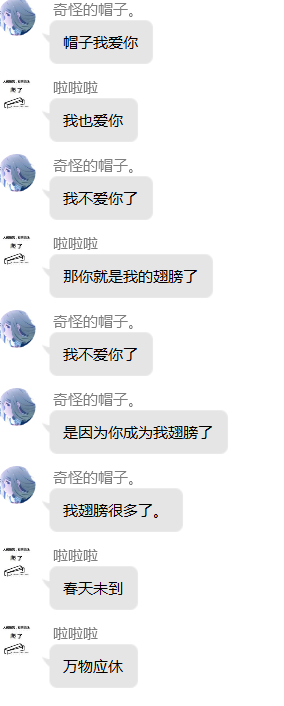 奇怪的帽子。
帽子我爱你
啦啦啦
我也爱你
奇怪的帽子。
我不爱你了
啦啦啦
那你就是我的翅膀了
奇怪的帽子。
我不爱你了
奇怪的帽子。
是因为你成为我翅膀了
奇怪的帽子。
我翅膀很多了。
啦啦啦
春天未到
啦啦啦
万物应休